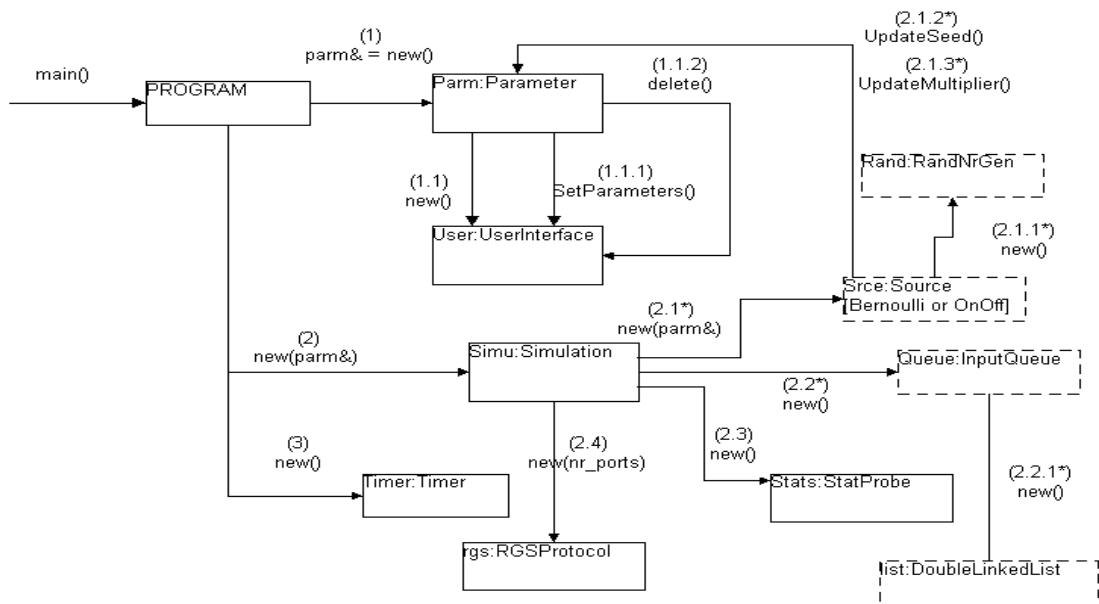 (2.1.2*)
UpdateSeed()
(1)
parm& = new()
(2.1.3*)
UpdateMultiplier()
main()
(1.1.2)
delete()
PROGRAM
Parm:Parameter
Rand:RandNrGen
(1.1)
new()
(1.1.1)
SetParameters()
User:UserInterface
(2.1.1*)
new()
Srce:Source
[Bernoulli or OnOff]
(2.1*)
new(parm&)
(2)
new(parm&)
Simu:Simulation
Queue:InputQueue
(2.2*)
new()
(3)
new()
(2.4)
new(nr_ports)
(2.3)
new()
(2.2.1*)
new()
Timer:Timer
Stats:StatProbe
rgs:RGSProtocol
list:DoubleLinkedList